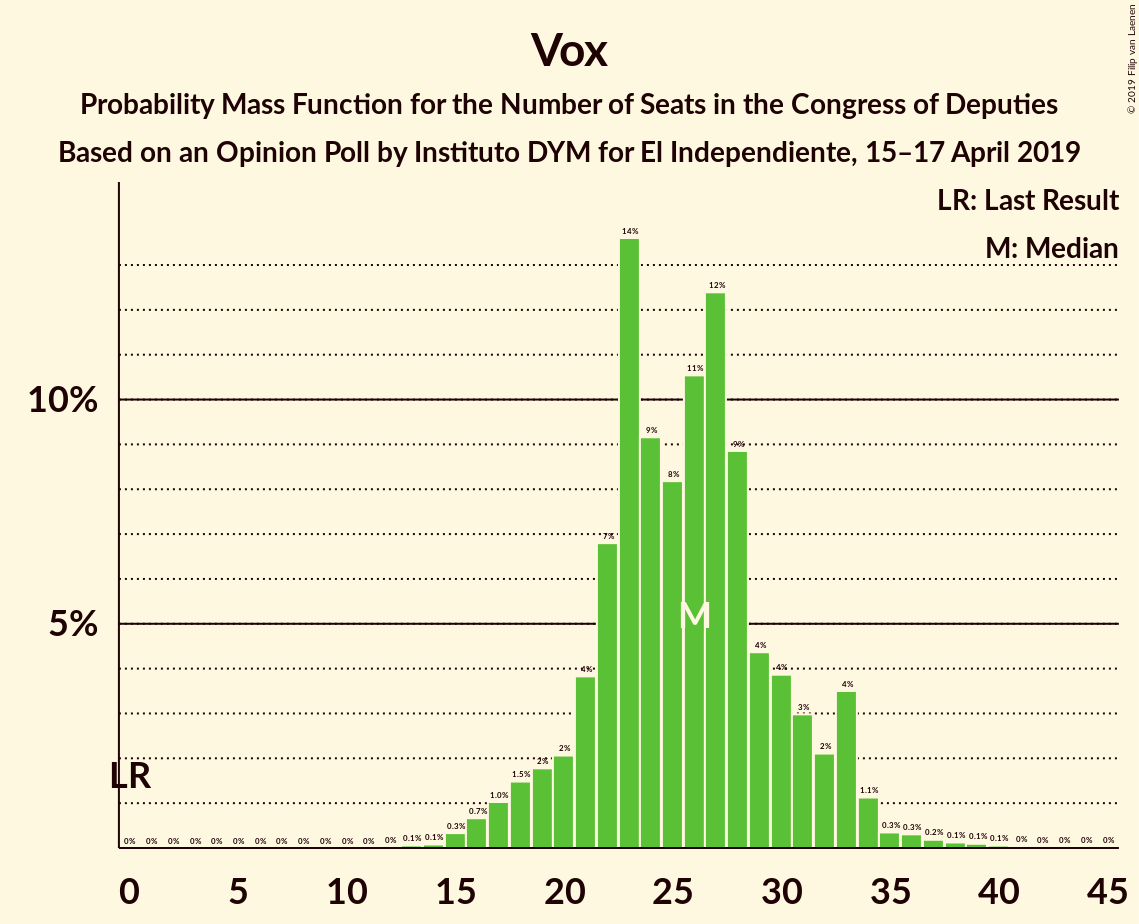 Vox
Probability Mass Function for the Number of Seats in the Congress of Deputies
Based on an Opinion Poll by Instituto DYM for El Independiente, 15–17 April 2019
© 2019 Filip van Laenen
LR: Last Result
M: Median
10%
5%
LR
M
0% 0% 0% 0% 0% 0% 0% 0% 0% 0% 0% 0% 0% 0.1% 0.1% 0.3% 0.7% 1.0% 1.5% 2% 2% 4% 7% 14% 9% 8% 11% 12% 9% 4% 4% 3% 2% 4% 1.1% 0.3% 0.3% 0.2% 0.1% 0.1% 0.1% 0% 0% 0% 0% 0%
0 5 10 15 20 25 30 35 40 45